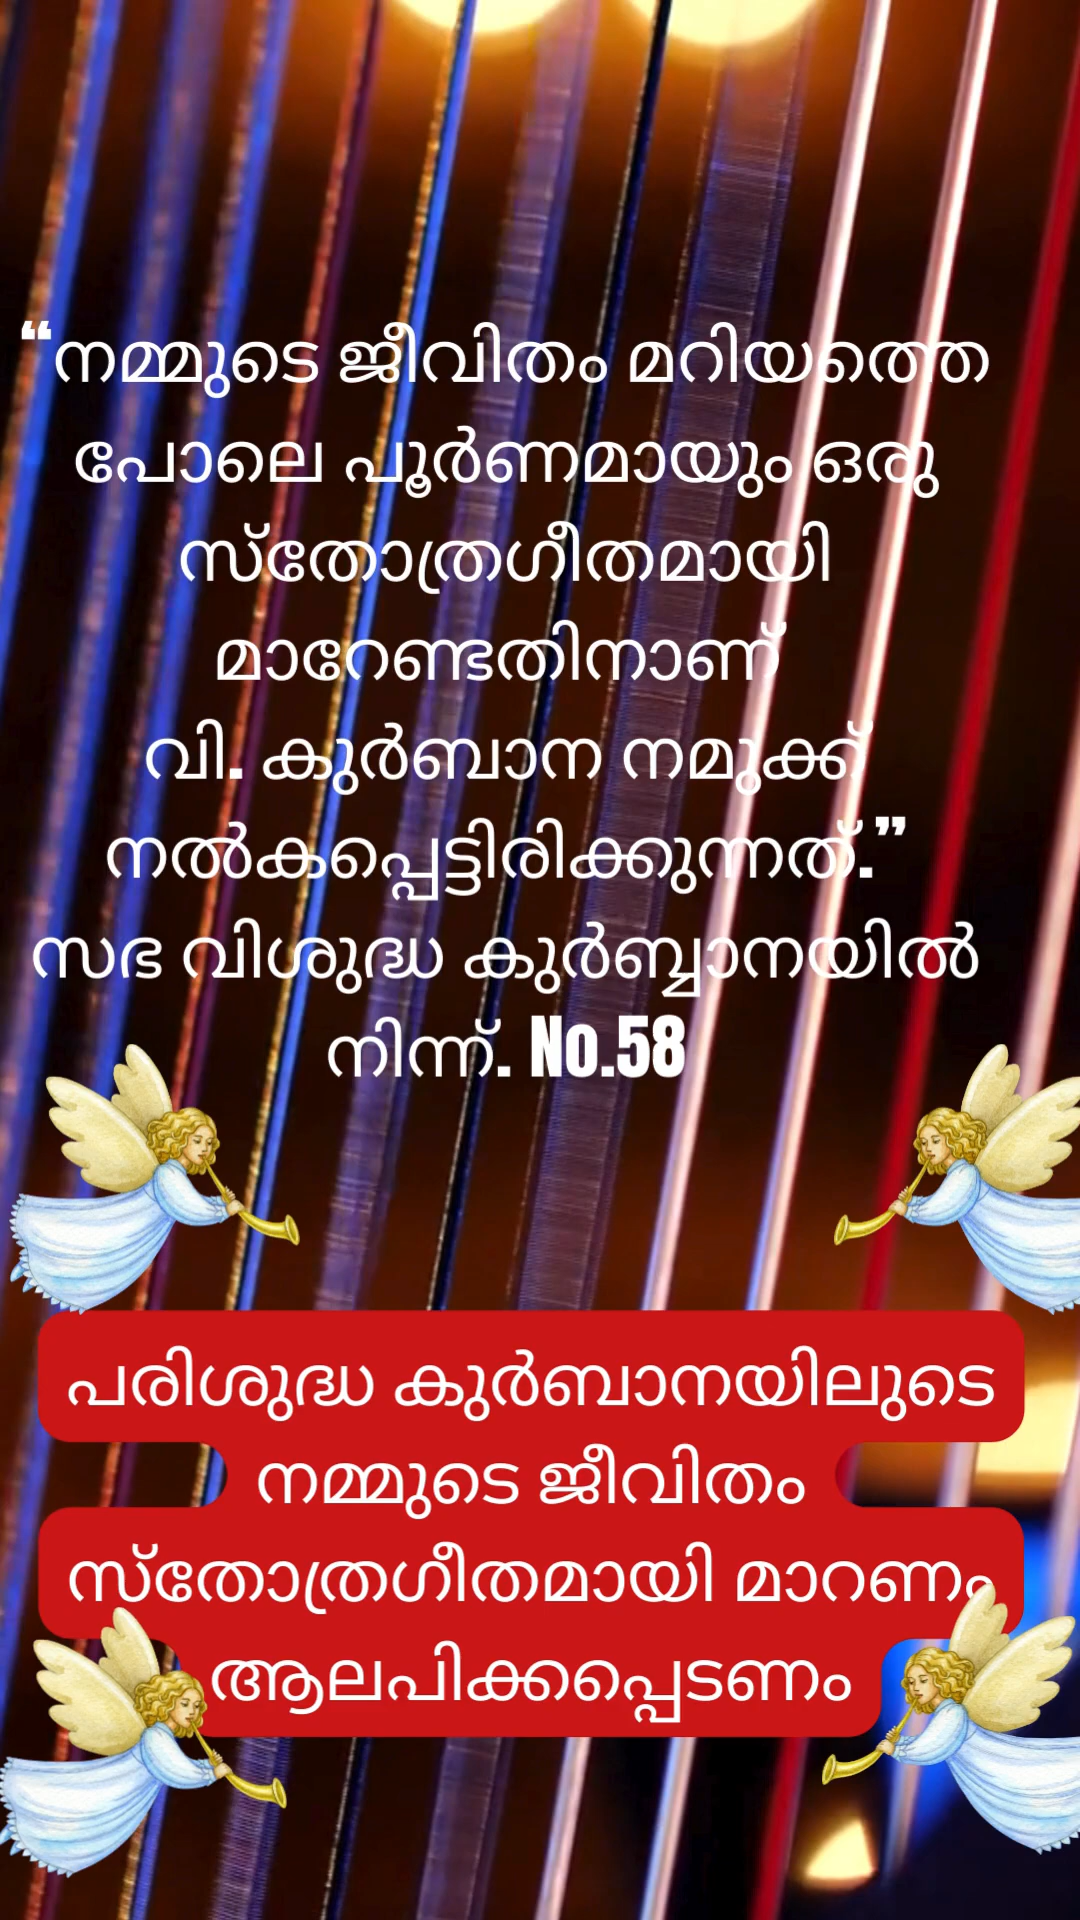 “നമ്മുടെ ജീവിതം മറിയത്തെ
പോലെ പൂർണമായും ഒരു
സ്തോത്രഗീതമായി
മാറേണ്ടതിനാണ്
വി. കുർബാന നമുക്ക്
നൽകപ്പെട്ടിരിക്കുന്നത്.”
സഭ വിശുദ്ധ കുർബ്ബാനയിൽ
നിന്ന്. No.58
പരിശുദ്ധ കുർബാനയിലുടെ
നമ്മുടെ ജീവിതം
സ്തോത്രഗീതമായി മാറണം
ആലപിക്കപ്പെടണം